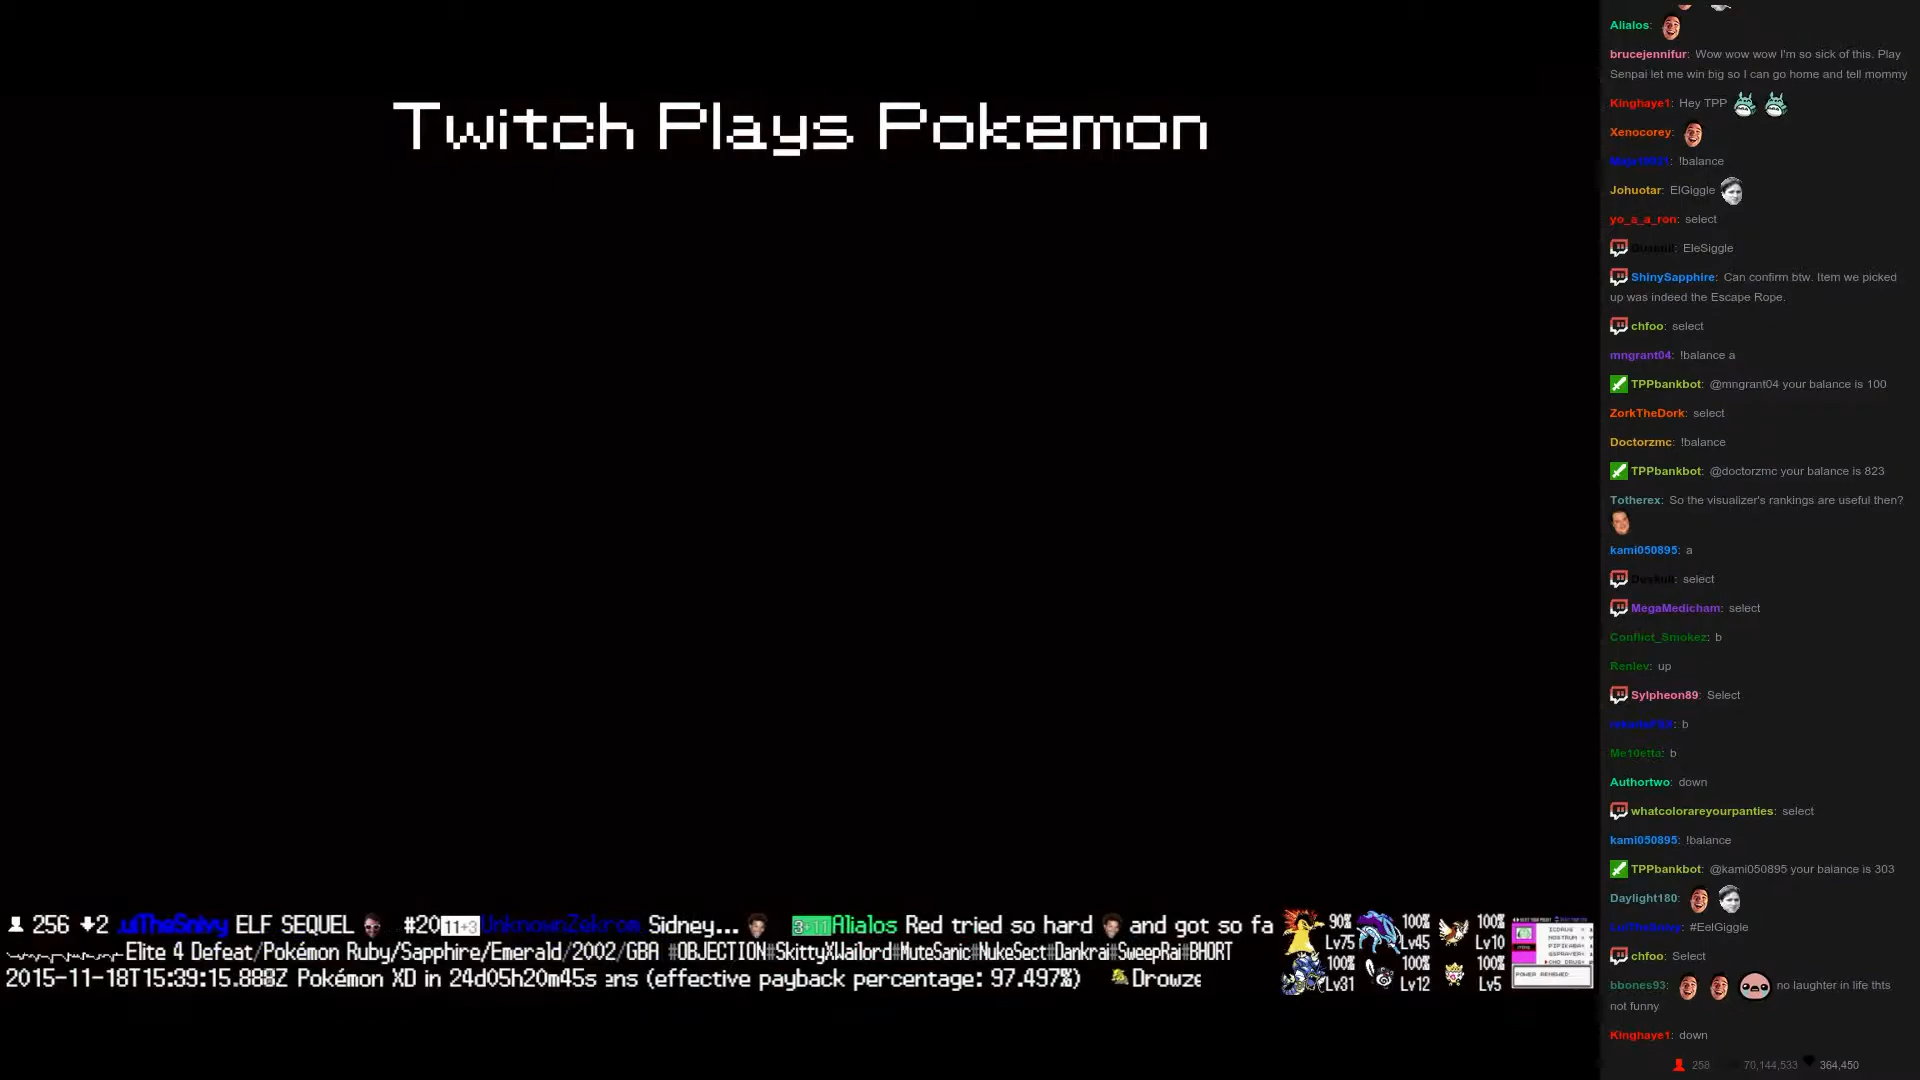 Twitch Plays Pokemon
256 2 .uiTheSnivy ELF SEQUEL #20 11+3 UnknownZekrom Sidney... 3+11 Alialos Red tried so hard and got so fa
Elite 4 Defeat/Pokémon Ruby/Sapphire/Emerald/2002/GBA #OBJECTION#SkittyXWailord#MuteSanic#NukeSect#Dankrai#SweepRai#BHORT
2015-11-18T15:39:15.888Z Pokémon XD in 24d05h20m45s ens (effective payback percentage: 97.497%) Drowze
90% 100% 100%
Lv75 Lv45 Lv10
100% 100% 100%
Lv31 Lv12 Lv5
Alialos:
brucejennifur: Wow wow wow I'm so sick of this. Play
Senpai let me win big so I can go home and tell mommy
Kinghaye1: Hey TPP
Xenocorey:
!balance
Johuotar: ElGiggle
yo_a_a_ron: select
EleSiggle
ShinySapphire: Can confirm btw. Item we picked
up was indeed the Escape Rope.
chfoo: select
mngrant04: !balance a
TPPbankbot: @mngrant04 your balance is 100
ZorkTheDork: select
Doctorzmc: !balance
TPPbankbot: @doctorzmc your balance is 823
Totherex: So the visualizer's rankings are useful then?
kami050895: a
select
MegaMedicham: select
Conflict_Smokez: b
Renlev: up
Sylpheon89: Select
b
Me10etta: b
Authortwo: down
whatcolorareyourpanties: select
kami050895: !balance
TPPbankbot: @kami050895 your balance is 303
Daylight180:
LuiTheSnivy: #EelGiggle
chfoo: Select
bbones93: no laughter in life thts
not funny
Kinghaye1: down
258 70,144,533 364,450